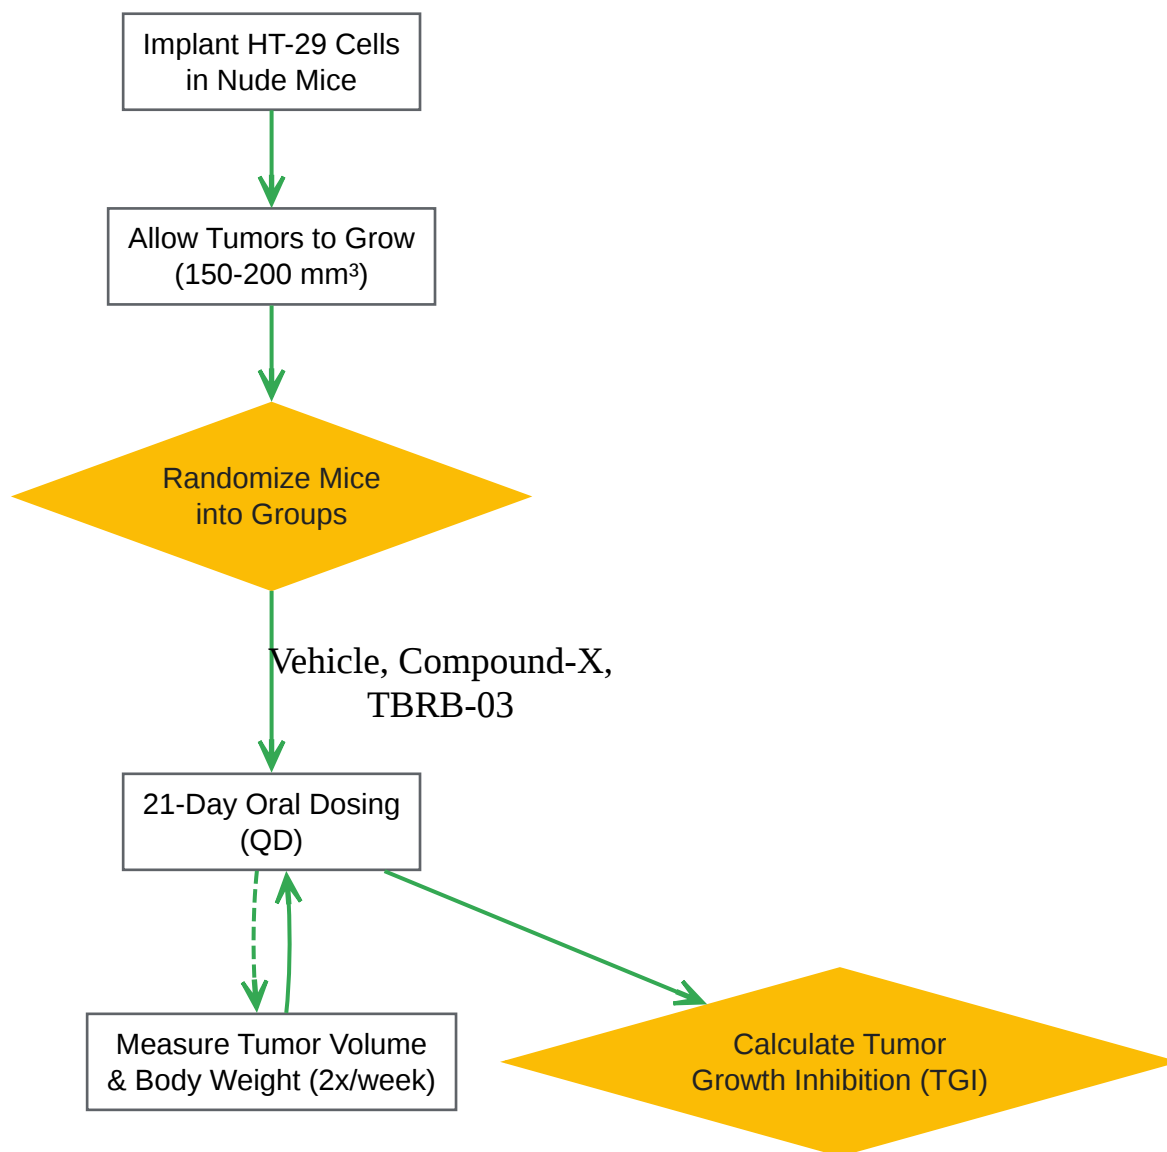 Implant HT-29 Cells
in Nude Mice
Allow Tumors to Grow
(150-200 mm³)
Randomize Mice
into Groups
Vehicle, Compound-X,
TBRB-03
21-Day Oral Dosing
(QD)
Measure Tumor Volume
& Body Weight (2x/week)
Calculate Tumor
Growth Inhibition (TGI)